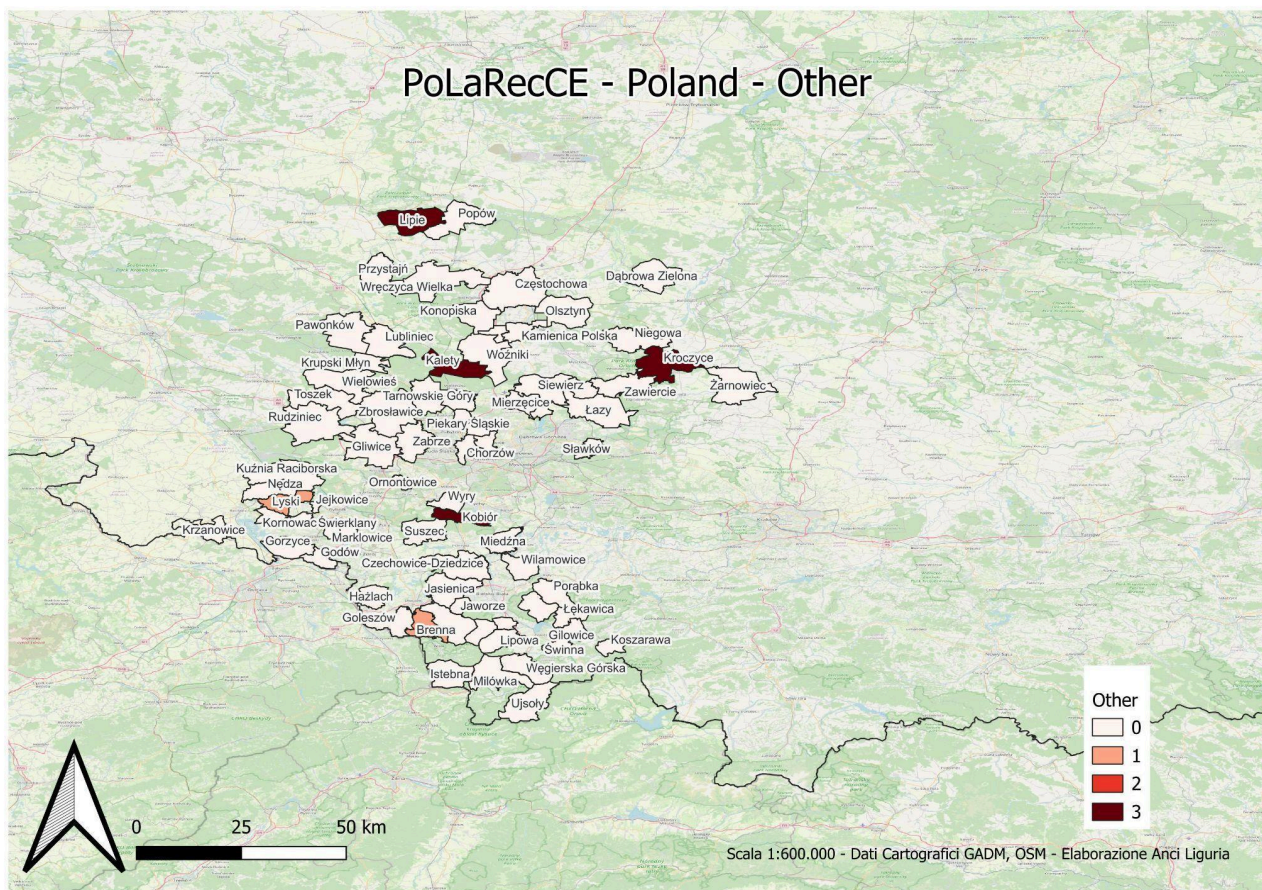 PoLaRecCE - Poland - Other
Lipie
Popów
Przystajń
Wręczyca Wielka
Częstochowa
Dąbrowa Zielona
Konopiska
Olsztyn
Pawonków
Lubliniec
Kamienica Polska
Niegowa
Kalety
Woźniki
Kroczyce
Krupski Młyn
Wielowieś
Siewierz
Zawiercie
Żarnowiec
Toszek
Tarnowskie Góry
Mierzęcice
Łazy
Rudziniec
Zbrosławice
Piekary Śląskie
Gliwice
Zabrze
Chorzów
Sławków
Kuźnia Raciborska
Nędza
Ornontowice
Lyski
Jejkowice
Wyry
Kobiór
Krzanowice
Kornowac
Świerklany
Suszec
Gorzyce
Marklowice
Miedźna
Godów
Czechowice-Dziedzice
Wilamowice
Jasienica
Porąbka
Hażlach
Jaworze
Łękawica
Goleszów
Brenna
Gilowice
Lipowa
Koszarawa
Świnna
Istebna
Węgierska Górska
Milówka
Ujsoły
Other
0
1
2
3
0 25 50 km
Scala 1:600.000 - Dati Cartografici GADM, OSM - Elaborazione Anci Liguria